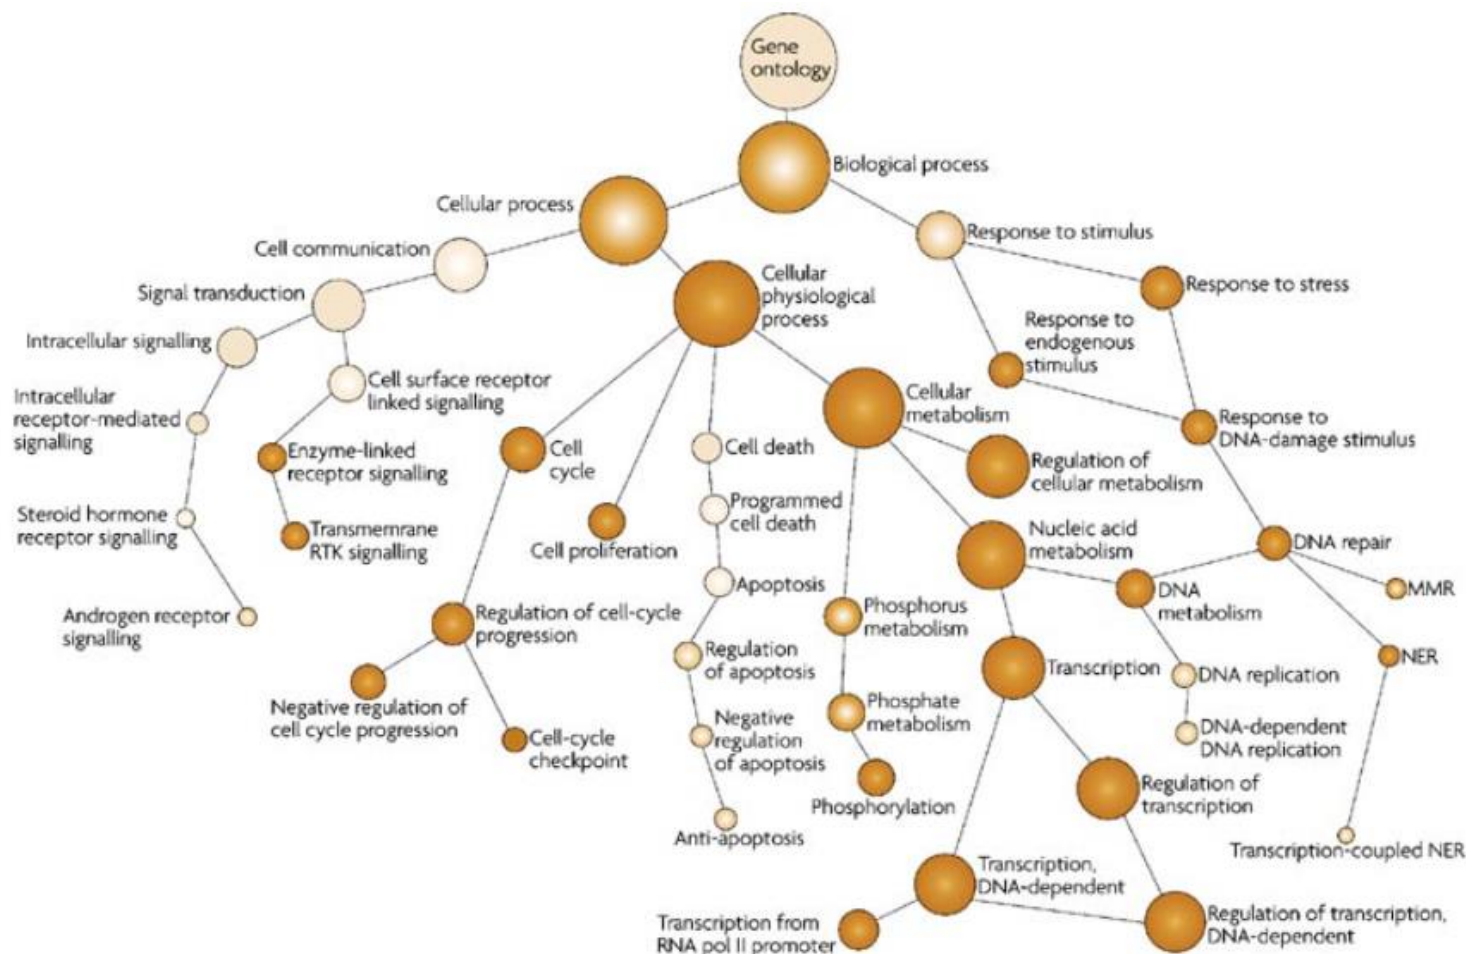 Gene
ontology
Biological process
Cellular process
Response to stimulus
Cell communication
Cellular
physiological
process
Response to stress
Signal transduction
Response to
endogenous
stimulus
Intracellular signalling
Cell surface receptor
linked signalling
Cellular
metabolism
Intracellular
receptor-mediated
signalling
Response to
DNA-damage stimulus
Enzyme-linked
receptor signalling
Cell
cycle
Cell death
Regulation of
cellular metabolism
Steroid hormone
receptor signalling
Transmemrane
RTK signalling
Cell proliferation
Programmed
cell death
Nucleic acid
metabolism
DNA repair
Apoptosis
DNA
metabolism
MMR
Androgen receptor
signalling
Regulation of cell-cycle
progression
Phosphorus
metabolism
Regulation
of apoptosis
Transcription
DNA replication
NER
Negative regulation of
cell cycle progression
Cell-cycle
checkpoint
Negative
regulation
of apoptosis
Phosphate
metabolism
DNA-dependent
DNA replication
Phosphorylation
Regulation of
transcription
Anti-apoptosis
Transcription-coupled NER
Transcription,
DNA-dependent
Transcription from
RNA pol II promoter
Regulation of transcription,
DNA-dependent